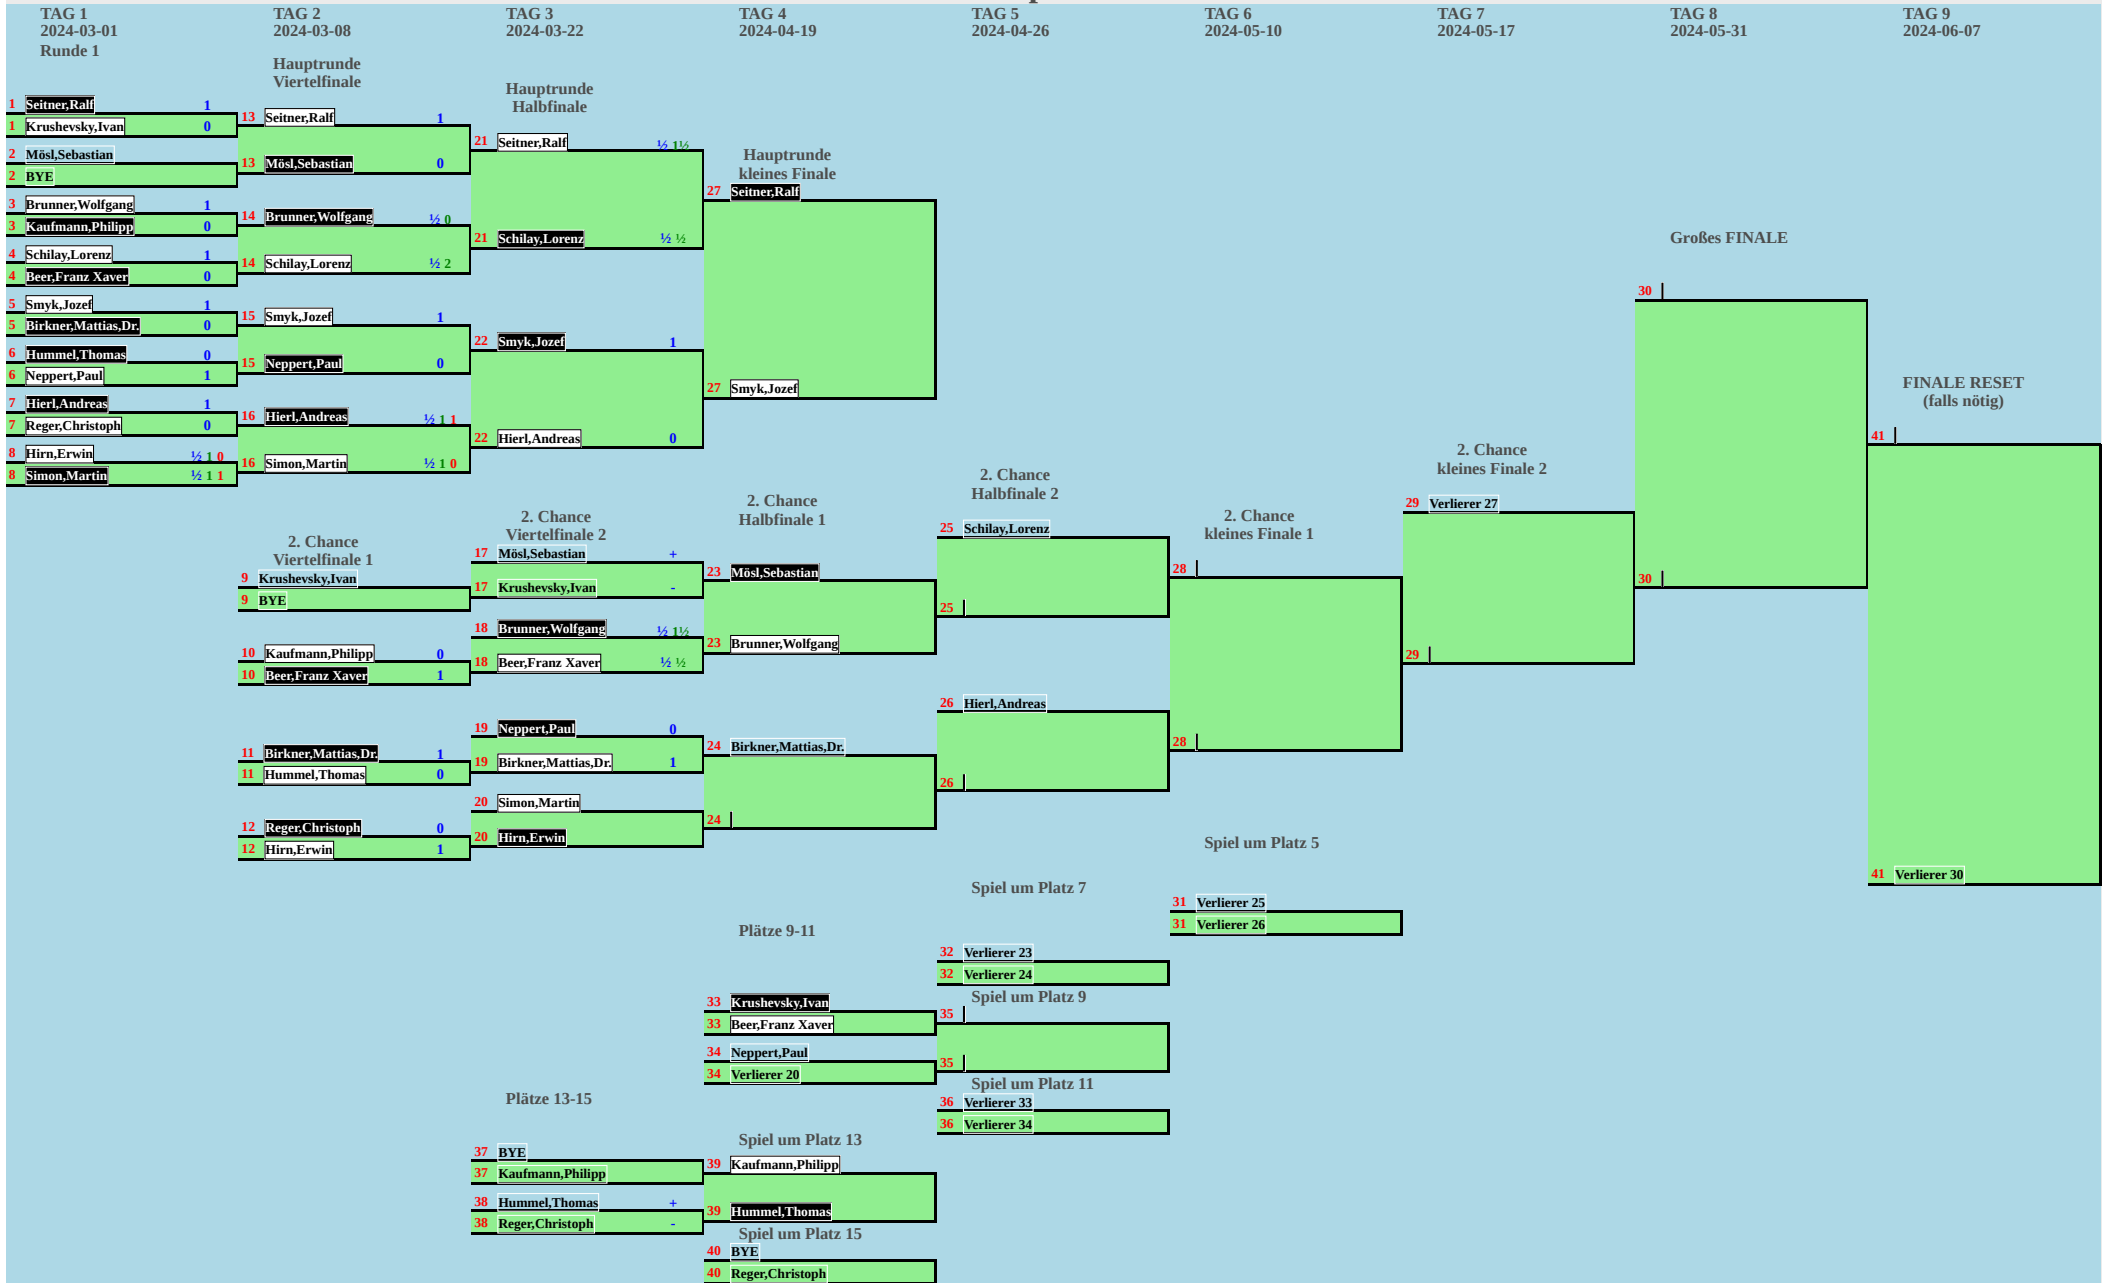 TAG 1
2024-03-01
Runde 1
1 Seitner,Ralf 1
1 Krushevsky,Ivan 0
2 Mösl,Sebastian
2 BYE
3 Brunner,Wolfgang 1
3 Kaufmann,Philipp 0
4 Schilay,Lorenz 1
4 Beer,Franz Xaver 0
5 Smyk,Jozef 1
5 Birkner,Mattias,Dr. 0
6 Hummel,Thomas 0
6 Neppert,Paul 1
7 Hierl,Andreas 1
7 Reger,Christoph 0
8 Hirn,Erwin ½ 1 0
8 Simon,Martin ½ 1 1
TAG 2
2024-03-08
Hauptrunde
Viertelfinale
13 Seitner,Ralf 1
13 Mösl,Sebastian 0
14 Brunner,Wolfgang ½ 0
14 Schilay,Lorenz ½ 2
15 Smyk,Jozef 1
15 Neppert,Paul 0
16 Hierl,Andreas ½ 1 1
16 Simon,Martin ½ 1 0
2. Chance
Viertelfinale 1
9 Krushevsky,Ivan
9 BYE
10 Kaufmann,Philipp 0
10 Beer,Franz Xaver 1
11 Birkner,Mattias,Dr. 1
11 Hummel,Thomas 0
12 Reger,Christoph 0
12 Hirn,Erwin 1
TAG 3
2024-03-22
Hauptrunde
Halbfinale
21 Seitner,Ralf ½ 1½
21 Schilay,Lorenz ½ ½
22 Smyk,Jozef 1
22 Hierl,Andreas 0
2. Chance
Viertelfinale 2
17 Mösl,Sebastian +
17 Krushevsky,Ivan -
18 Brunner,Wolfgang ½ 1½
18 Beer,Franz Xaver ½ ½
19 Neppert,Paul 0
19 Birkner,Mattias,Dr. 1
20 Simon,Martin
20 Hirn,Erwin
Plätze 13-15
37 BYE
37 Kaufmann,Philipp
38 Hummel,Thomas +
38 Reger,Christoph -
TAG 4
2024-04-19
Hauptrunde
kleines Finale
27 Seitner,Ralf
27 Smyk,Jozef
2. Chance
Halbfinale 1
23 Mösl,Sebastian
23 Brunner,Wolfgang
24 Birkner,Mattias,Dr.
24
Plätze 9-11
33 Krushevsky,Ivan
33 Beer,Franz Xaver
34 Neppert,Paul
34 Verlierer 20
Spiel um Platz 13
39 Kaufmann,Philipp
39 Hummel,Thomas
Spiel um Platz 15
40 BYE
40 Reger,Christoph
TAG 5
2024-04-26
2. Chance
Halbfinale 2
25 Schilay,Lorenz
25
26 Hierl,Andreas
26
Spiel um Platz 7
32 Verlierer 23
32 Verlierer 24
Spiel um Platz 9
35
35
Spiel um Platz 11
36 Verlierer 33
36 Verlierer 34
TAG 6
2024-05-10
2. Chance
kleines Finale 1
28
28
Spiel um Platz 5
31 Verlierer 25
31 Verlierer 26
TAG 7
2024-05-17
2. Chance
kleines Finale 2
29 Verlierer 27
29
TAG 8
2024-05-31
Großes FINALE
30
30
TAG 9
2024-06-07
FINALE RESET
(falls nötig)
41
41 Verlierer 30